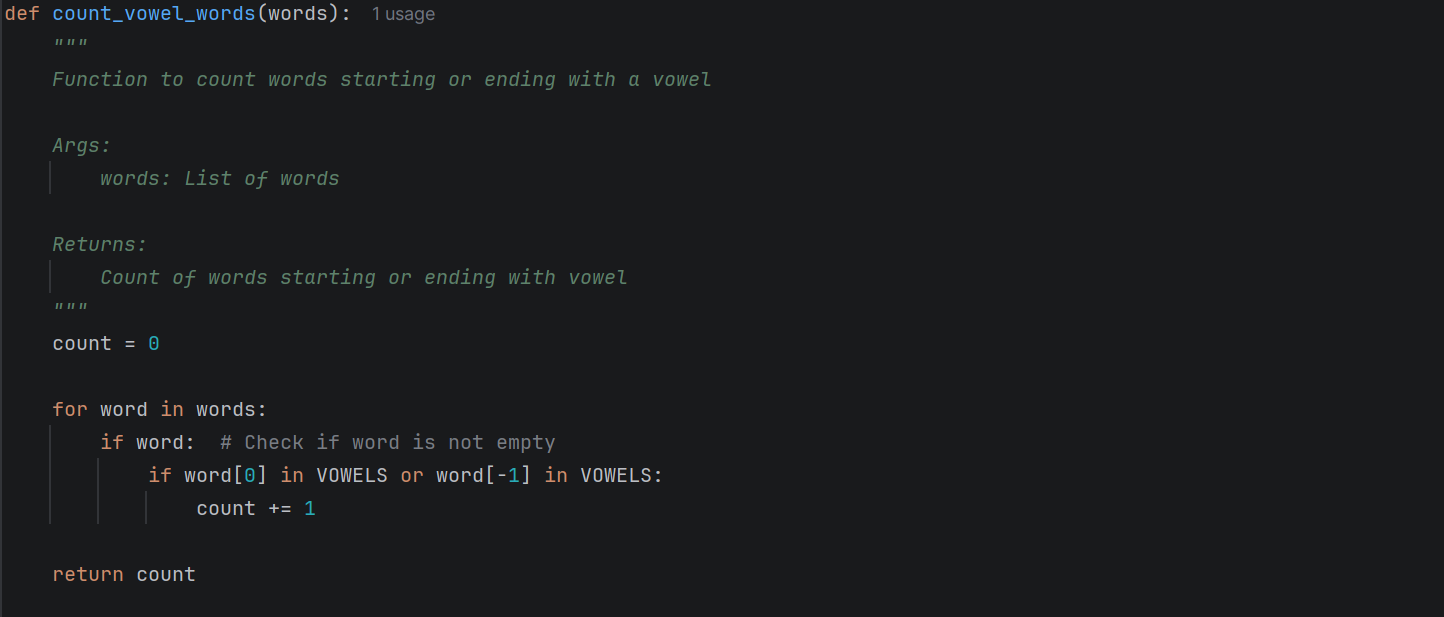 def count_vowel_words(words):  1 usage
    """
    Function to count words starting or ending with a vowel

    Args:
        words: List of words

    Returns:
        Count of words starting or ending with vowel
    """
    count = 0

    for word in words:
        if word:  # Check if word is not empty
            if word[0] in VOWELS or word[-1] in VOWELS:
                count += 1

    return count